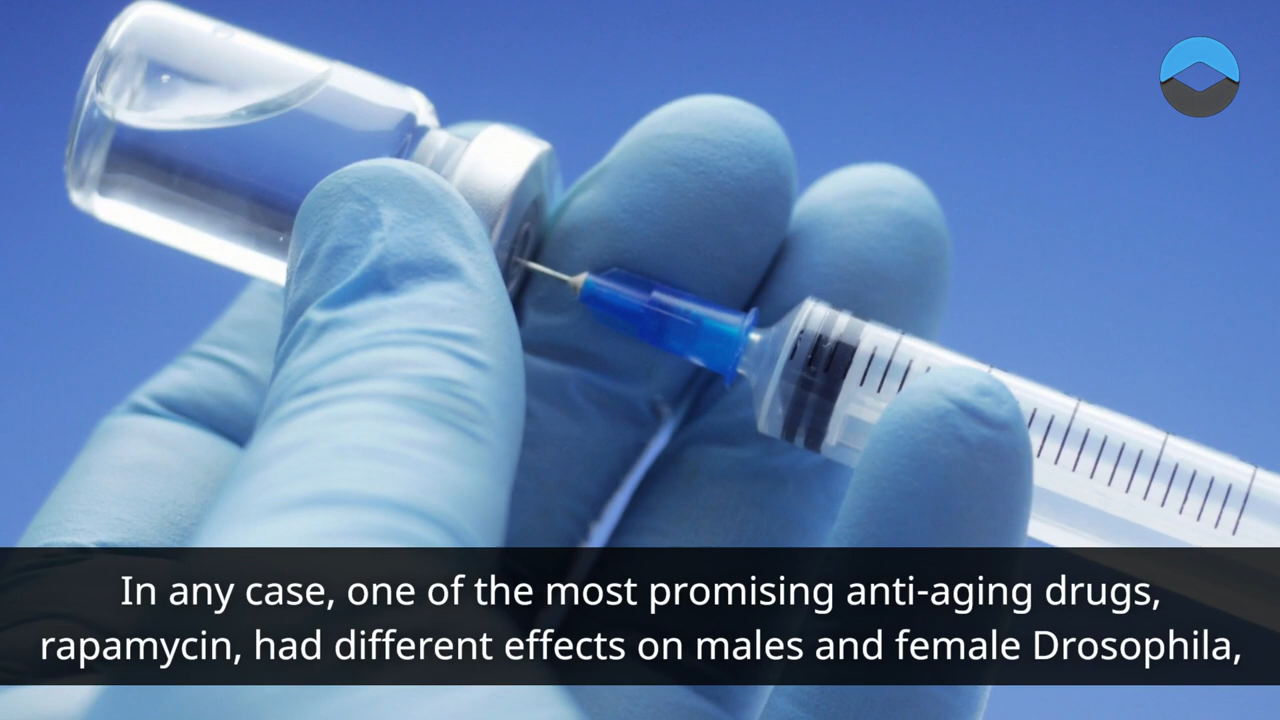 In any case, one of the most promising anti-aging drugs,
rapamycin, had different effects on males and female Drosophila,